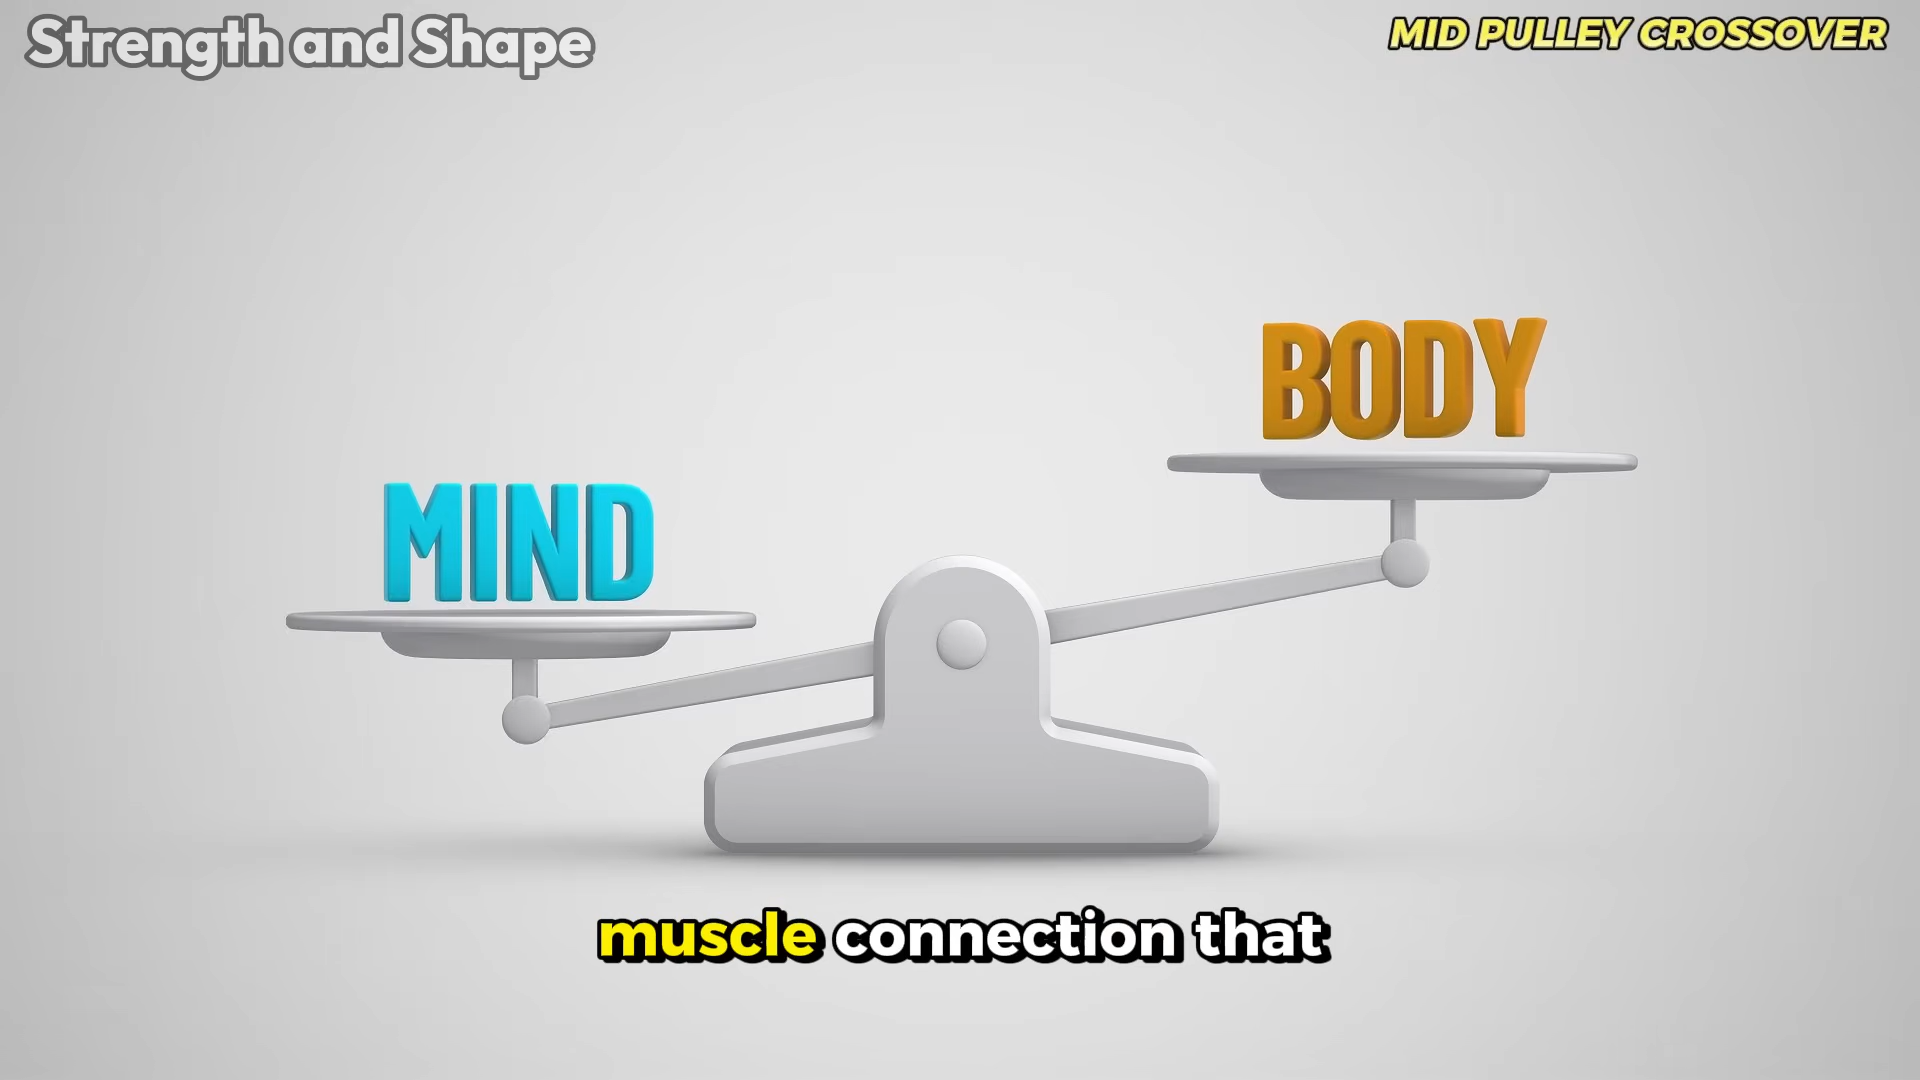 Strength and Shape
MID PULLEY CROSSOVER
BODY
MIND
muscle connection that